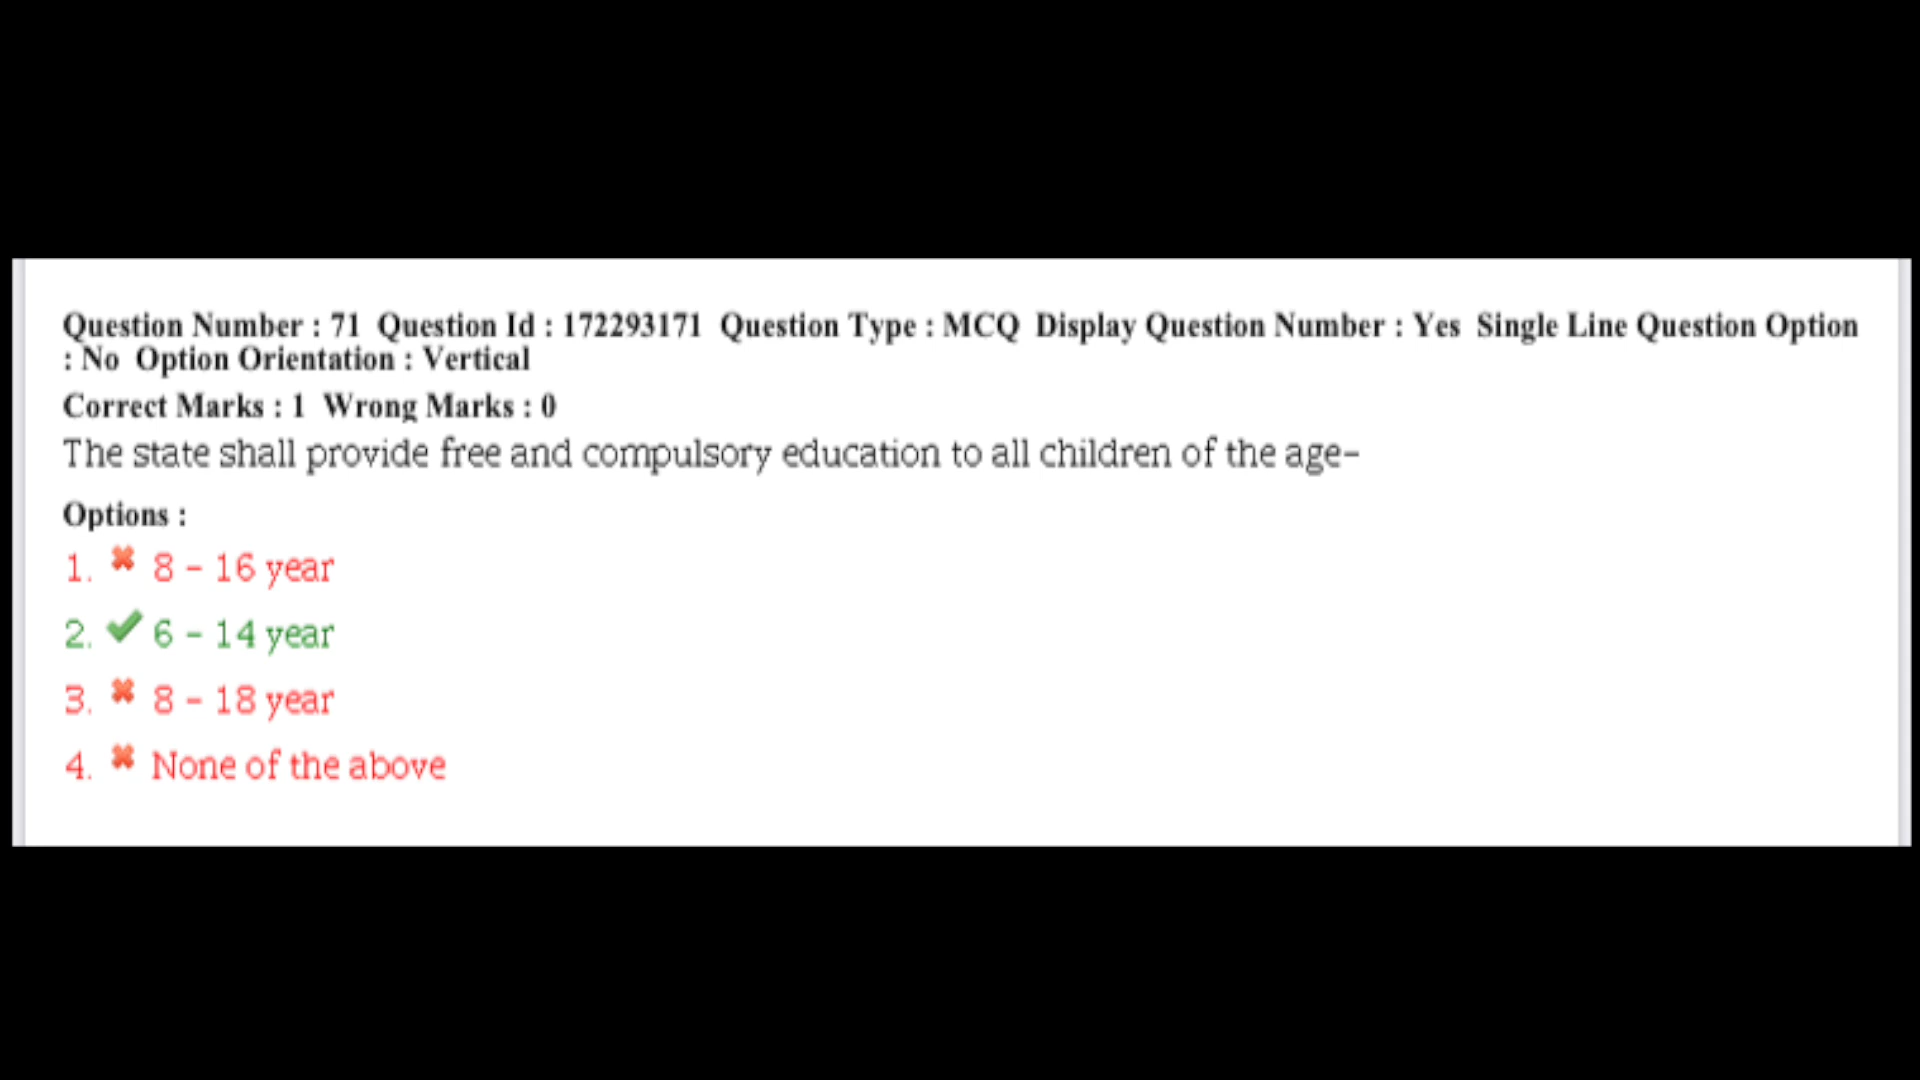 Question Number : 71 Question Id : 172293171 Question Type : MCQ Display Question Number : Yes Single Line Question Option
: No Option Orientation : Vertical
Correct Marks : 1 Wrong Marks : 0
The state shall provide free and compulsory education to all children of the age–
Options :
1. ✖ 8 – 16 year
2. ✔ 6 – 14 year
3. ✖ 8 – 18 year
4. ✖ None of the above